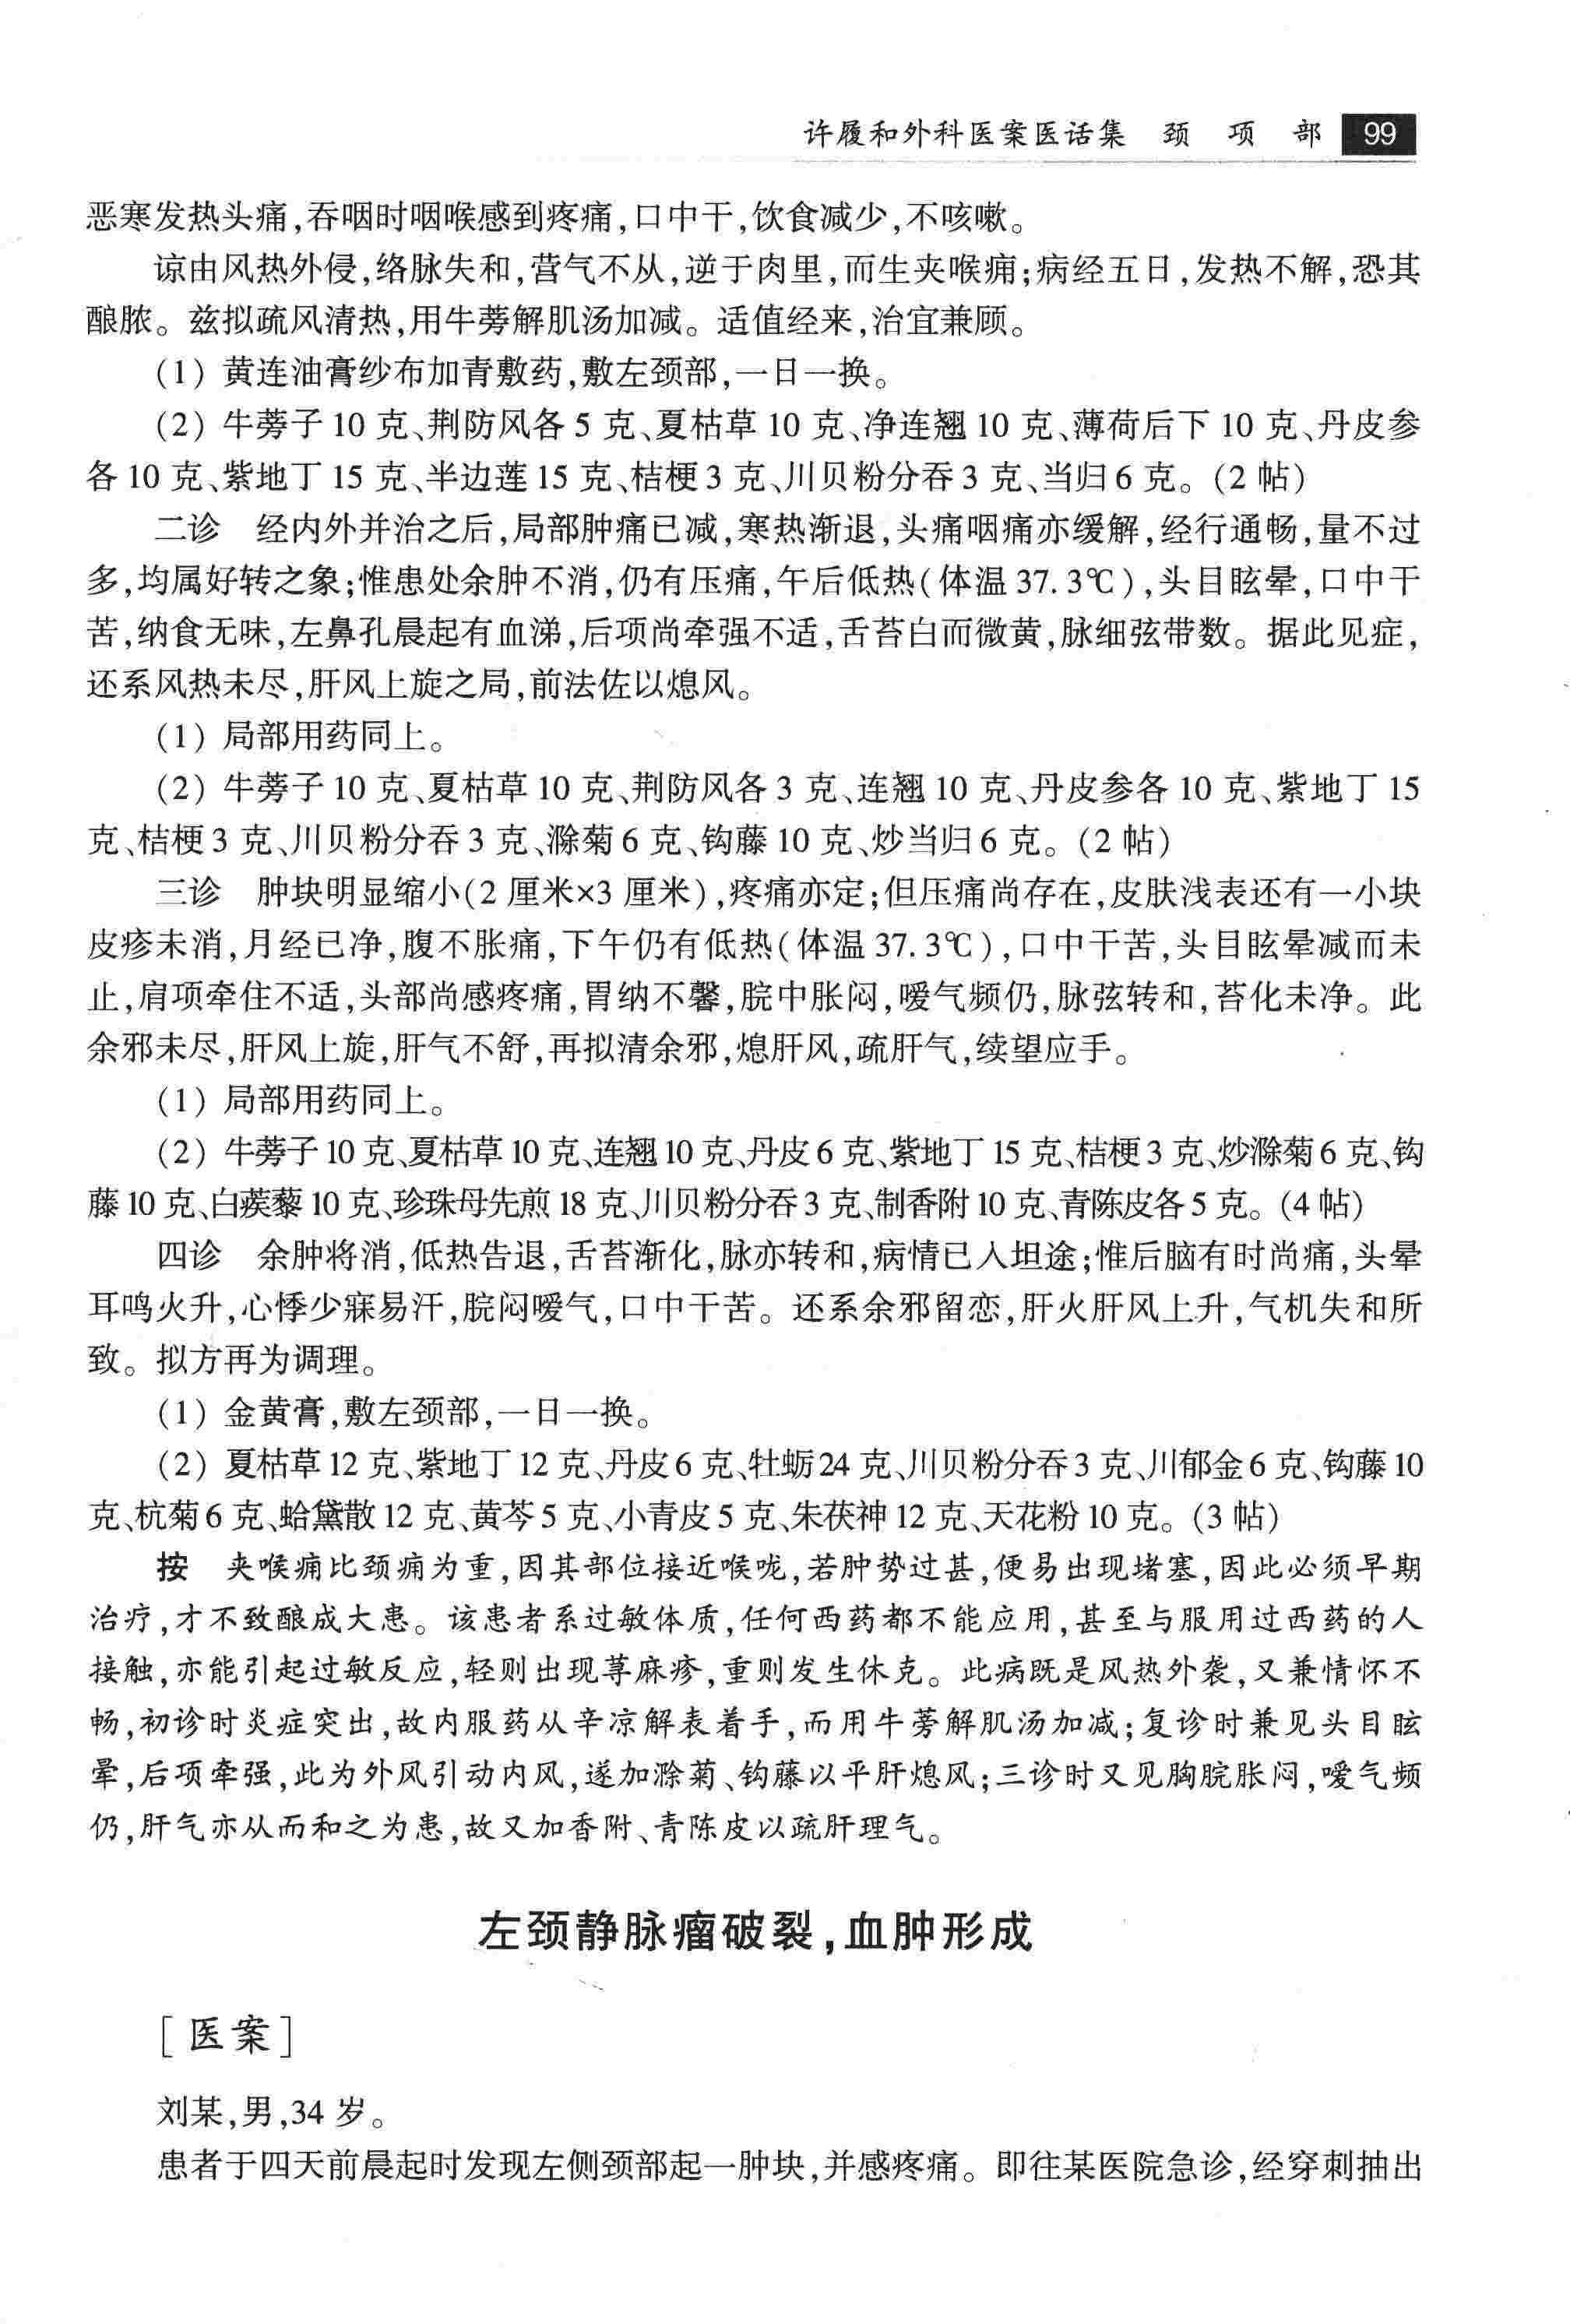 许履和外科医案医话集 颈 项 部 99
恶寒发热头痛,吞咽时咽喉感到疼痛,口中干,饮食减少,不咳嗽。
谅由风热外侵,络脉失和,营气不从,逆于肉里,而生夹喉痈;病经五日,发热不解,恐其
酿脓。兹拟疏风清热,用牛蒡解肌汤加减。适值经来,治宜兼顾。
(1) 黄连油膏纱布加青敷药,敷左颈部,一日一换。
(2) 牛蒡子 10 克、荆防风各 5 克、夏枯草 10 克、净连翘 10 克、薄荷后下 10 克、丹皮参
各 10 克、紫地丁 15 克、半边莲 15 克、桔梗 3 克、川贝粉分吞 3 克、当归 6 克。(2 帖)
二诊 经内外并治之后,局部肿痛已减,寒热渐退,头痛咽痛亦缓解,经行通畅,量不过
多,均属好转之象;惟患处余肿不消,仍有压痛,午后低热(体温 37.3℃),头目眩晕,口中干
苦,纳食无味,左鼻孔晨起有血涕,后项尚牵强不适,舌苔白而微黄,脉细弦带数。据此见症,
还系风热未尽,肝风上旋之局,前法佐以熄风。
(1) 局部用药同上。
(2) 牛蒡子 10 克、夏枯草 10 克、荆防风各 3 克、连翘 10 克、丹皮参各 10 克、紫地丁 15
克、桔梗 3 克、川贝粉分吞 3 克、滁菊 6 克、钩藤 10 克、炒当归 6 克。(2 帖)
三诊 肿块明显缩小(2 厘米×3 厘米),疼痛亦定;但压痛尚存在,皮肤浅表还有一小块
皮疹未消,月经已净,腹不胀痛,下午仍有低热(体温 37.3℃),口中干苦,头目眩晕减而未
止,肩项牵住不适,头部尚感疼痛,胃纳不馨,脘中胀闷,嗳气频仍,脉弦转和,苔化未净。此
余邪未尽,肝风上旋,肝气不舒,再拟清余邪,熄肝风,疏肝气,续望应手。
(1) 局部用药同上。
(2) 牛蒡子 10 克、夏枯草 10 克、连翘 10 克、丹皮 6 克、紫地丁 15 克、桔梗 3 克、炒滁菊 6 克、钩
藤 10 克、白蒺藜 10 克、珍珠母先煎 18 克、川贝粉分吞 3 克、制香附 10 克、青陈皮各 5 克。(4 帖)
四诊 余肿将消,低热告退,舌苔渐化,脉亦转和,病情已入坦途;惟后脑有时尚痛,头晕
耳鸣火升,心悸少寐易汗,脘闷嗳气,口中干苦。还系余邪留恋,肝火肝风上升,气机失和所
致。拟方再为调理。
(1) 金黄膏,敷左颈部,一日一换。
(2) 夏枯草 12 克、紫地丁 12 克、丹皮 6 克、牡蛎 24 克、川贝粉分吞 3 克、川郁金 6 克、钩藤 10
克、杭菊 6 克、蛤黛散 12 克、黄芩 5 克、小青皮 5 克、朱茯神 12 克、天花粉 10 克。(3 帖)
按 夹喉痈比颈痈为重,因其部位接近喉咙,若肿势过甚,便易出现堵塞,因此必须早期
治疗,才不致酿成大患。该患者系过敏体质,任何西药都不能应用,甚至与服用过西药的人
接触,亦能引起过敏反应,轻则出现荨麻疹,重则发生休克。此病既是风热外袭,又兼情怀不
畅,初诊时炎症突出,故内服药从辛凉解表着手,而用牛蒡解肌汤加减;复诊时兼见头目眩
晕,后项牵强,此为外风引动内风,遂加滁菊、钩藤以平肝熄风;三诊时又见胸脘胀闷,嗳气频
仍,肝气亦从而和之为患,故又加香附、青陈皮以疏肝理气。
左颈静脉瘤破裂,血肿形成
[医案]
刘某,男,34 岁。
患者于四天前晨起时发现左侧颈部起一肿块,并感疼痛。即往某医院急诊,经穿刺抽出